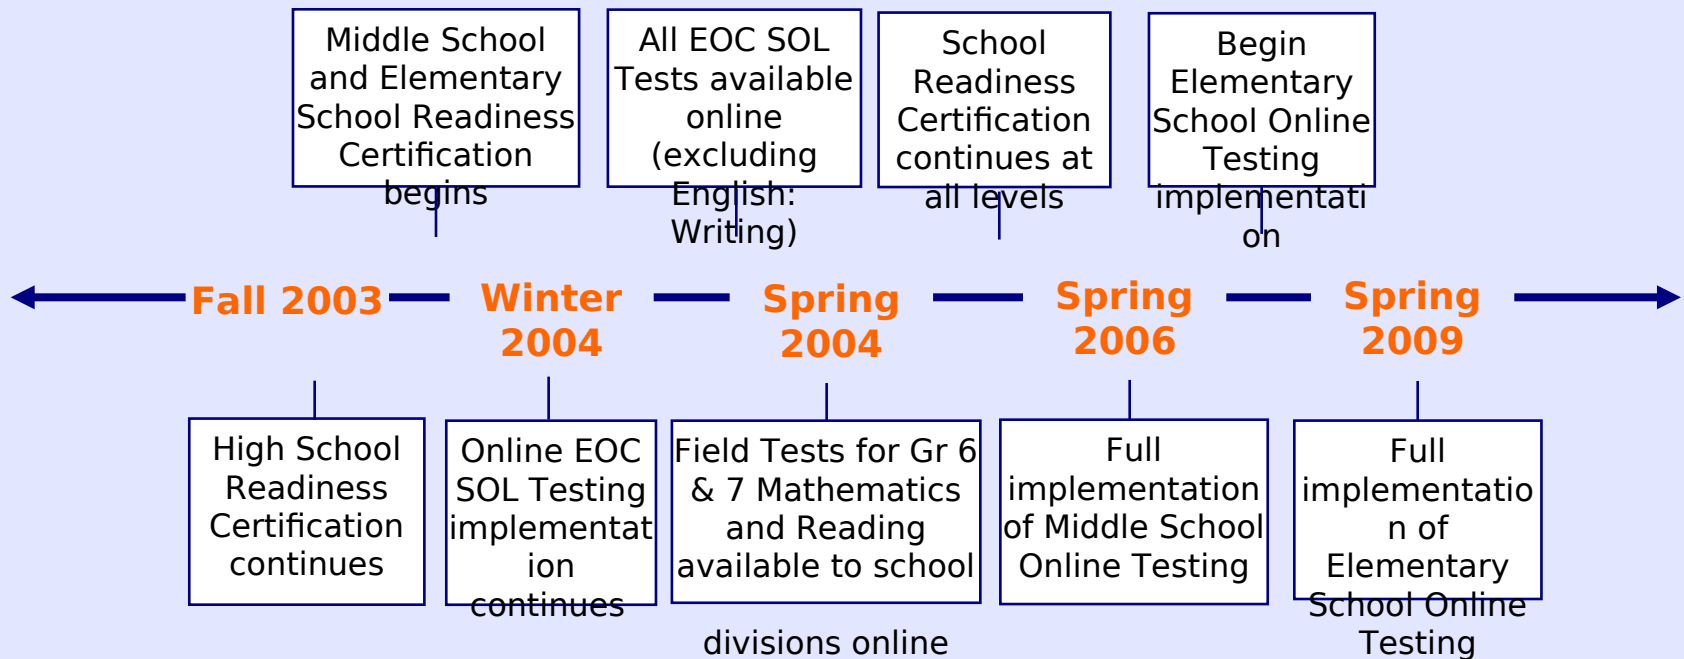 Middle School
and Elementary
School Readiness
Certification
begins
All EOC SOL
Tests available
online
(excluding
English:
Writing)
School
Readiness
Certification
continues at
all levels
Begin
Elementary
School Online
Testing
implementati
on
Fall 2003
Winter
2004
Spring
2004
Spring
2006
Spring
2009
High School
Readiness
Certification
continues
Online EOC
SOL Testing
implementat
ion
continues
Field Tests for Gr 6
& 7 Mathematics
and Reading
available to school
divisions online
Full
implementation
of Middle School
Online Testing
Full
implementatio
n of
Elementary
School Online
Testing